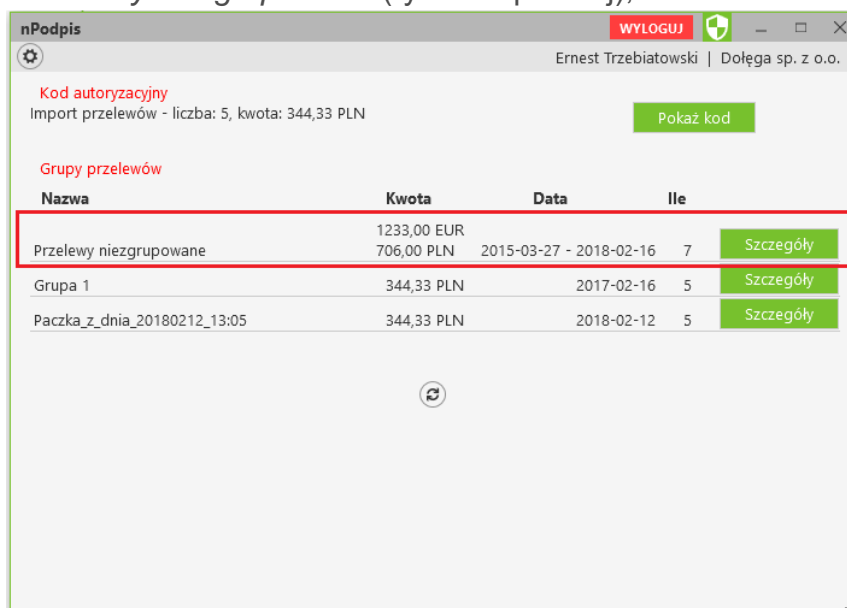 nPodpis WYLOGUJ
Ernest Trzebiatowski | Dołęga sp. z o.o.
Kod autoryzacyjny
Import przelewów - liczba: 5, kwota: 344,33 PLN
Pokaż kod
Grupy przelewów
Nazwa Kwota Data Ile
1233,00 EUR
Przelewy niezgrupowane 706,00 PLN 2015-03-27 - 2018-02-16 7 Szczegóły
Grupa 1 344,33 PLN 2017-02-16 5 Szczegóły
Paczka_z_dnia_20180212_13:05 344,33 PLN 2018-02-12 5 Szczegóły